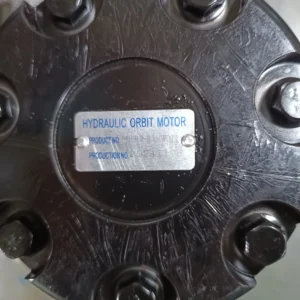 HYDRAULIC ORBIT MOTOR
PRODUCT NO
PRODUCTION NO